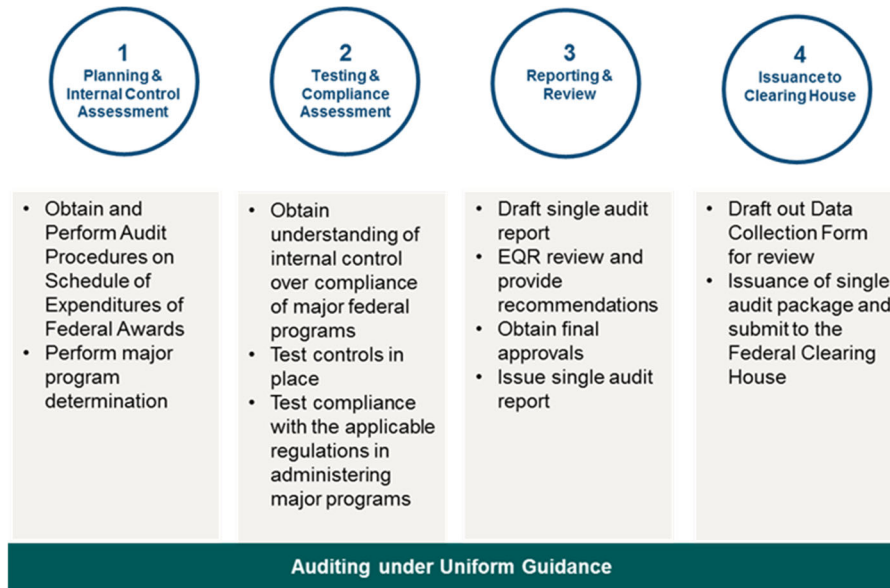 1
Planning &
Internal Control
Assessment
2
Testing &
Compliance
Assessment
3
Reporting &
Review
4
Issuance to
Clearing House
• Obtain and
Perform Audit
Procedures on
Schedule of
Expenditures of
Federal Awards
• Perform major
program
determination
• Obtain
understanding of
internal control
over compliance
of major federal
programs
• Test controls in
place
• Test compliance
with the applicable
regulations in
administering
major programs
• Draft single audit
report
• EQR review and
provide
recommendations
• Obtain final
approvals
• Issue single audit
report
• Draft out Data
Collection Form
for review
• Issuance of single
audit package and
submit to the
Federal Clearing
House
Auditing under Uniform Guidance